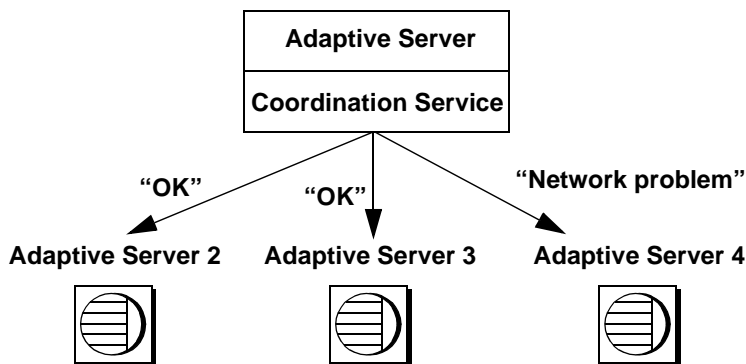 Adaptive Server
Coordination Service
“OK”
“OK”
“Network problem”
Adaptive Server 2
Adaptive Server 3
Adaptive Server 4